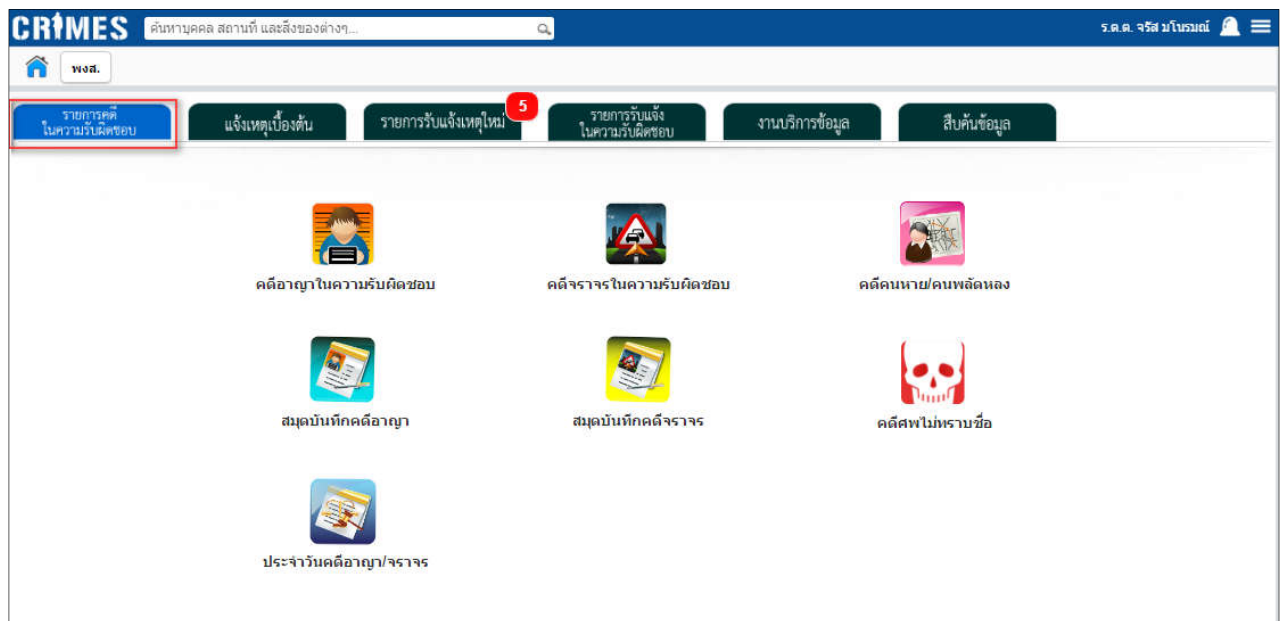 CRIMES
ค้นหาบุคคล สถานที่ และสิ่งของต่างๆ...
ร.ต.ต. จรัส มโนรมณ์
พงส.
รายการคดี
ในความรับผิดชอบ
แจ้งเหตุเบื้องต้น
รายการรับแจ้งเหตุใหม่
5
รายการรับแจ้ง
ในความรับผิดชอบ
งานบริการข้อมูล
สืบค้นข้อมูล
คดีอาญาในความรับผิดชอบ
คดีจราจรในความรับผิดชอบ
คดีคนหาย/คนพลัดหลง
สมุดบันทึกคดีอาญา
สมุดบันทึกคดีจราจร
คดีศพไม่ทราบชื่อ
ประจำวันคดีอาญา/จราจร